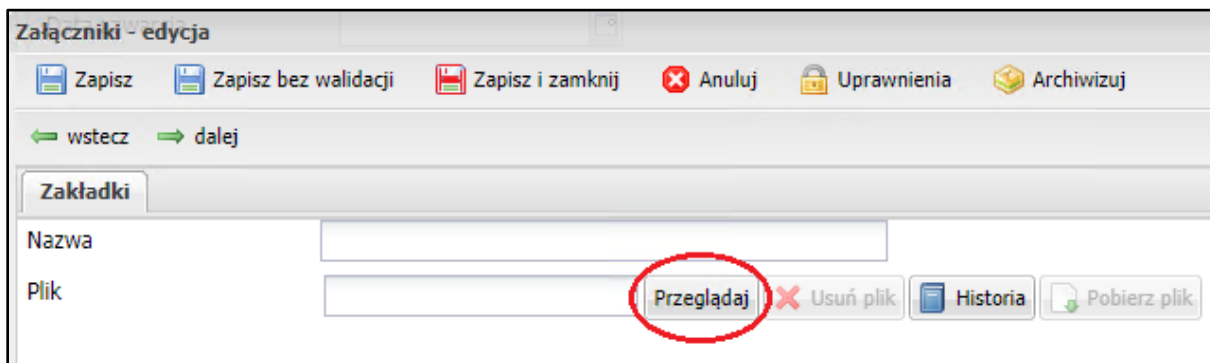 Załączniki - edycja
Zapisz Zapisz bez walidacji Zapisz i zamknij Anuluj Uprawnienia Archiwizuj
wstecz dalej
Zakładki
Nazwa
Plik Przeglądaj Usuń plik Historia Pobierz plik